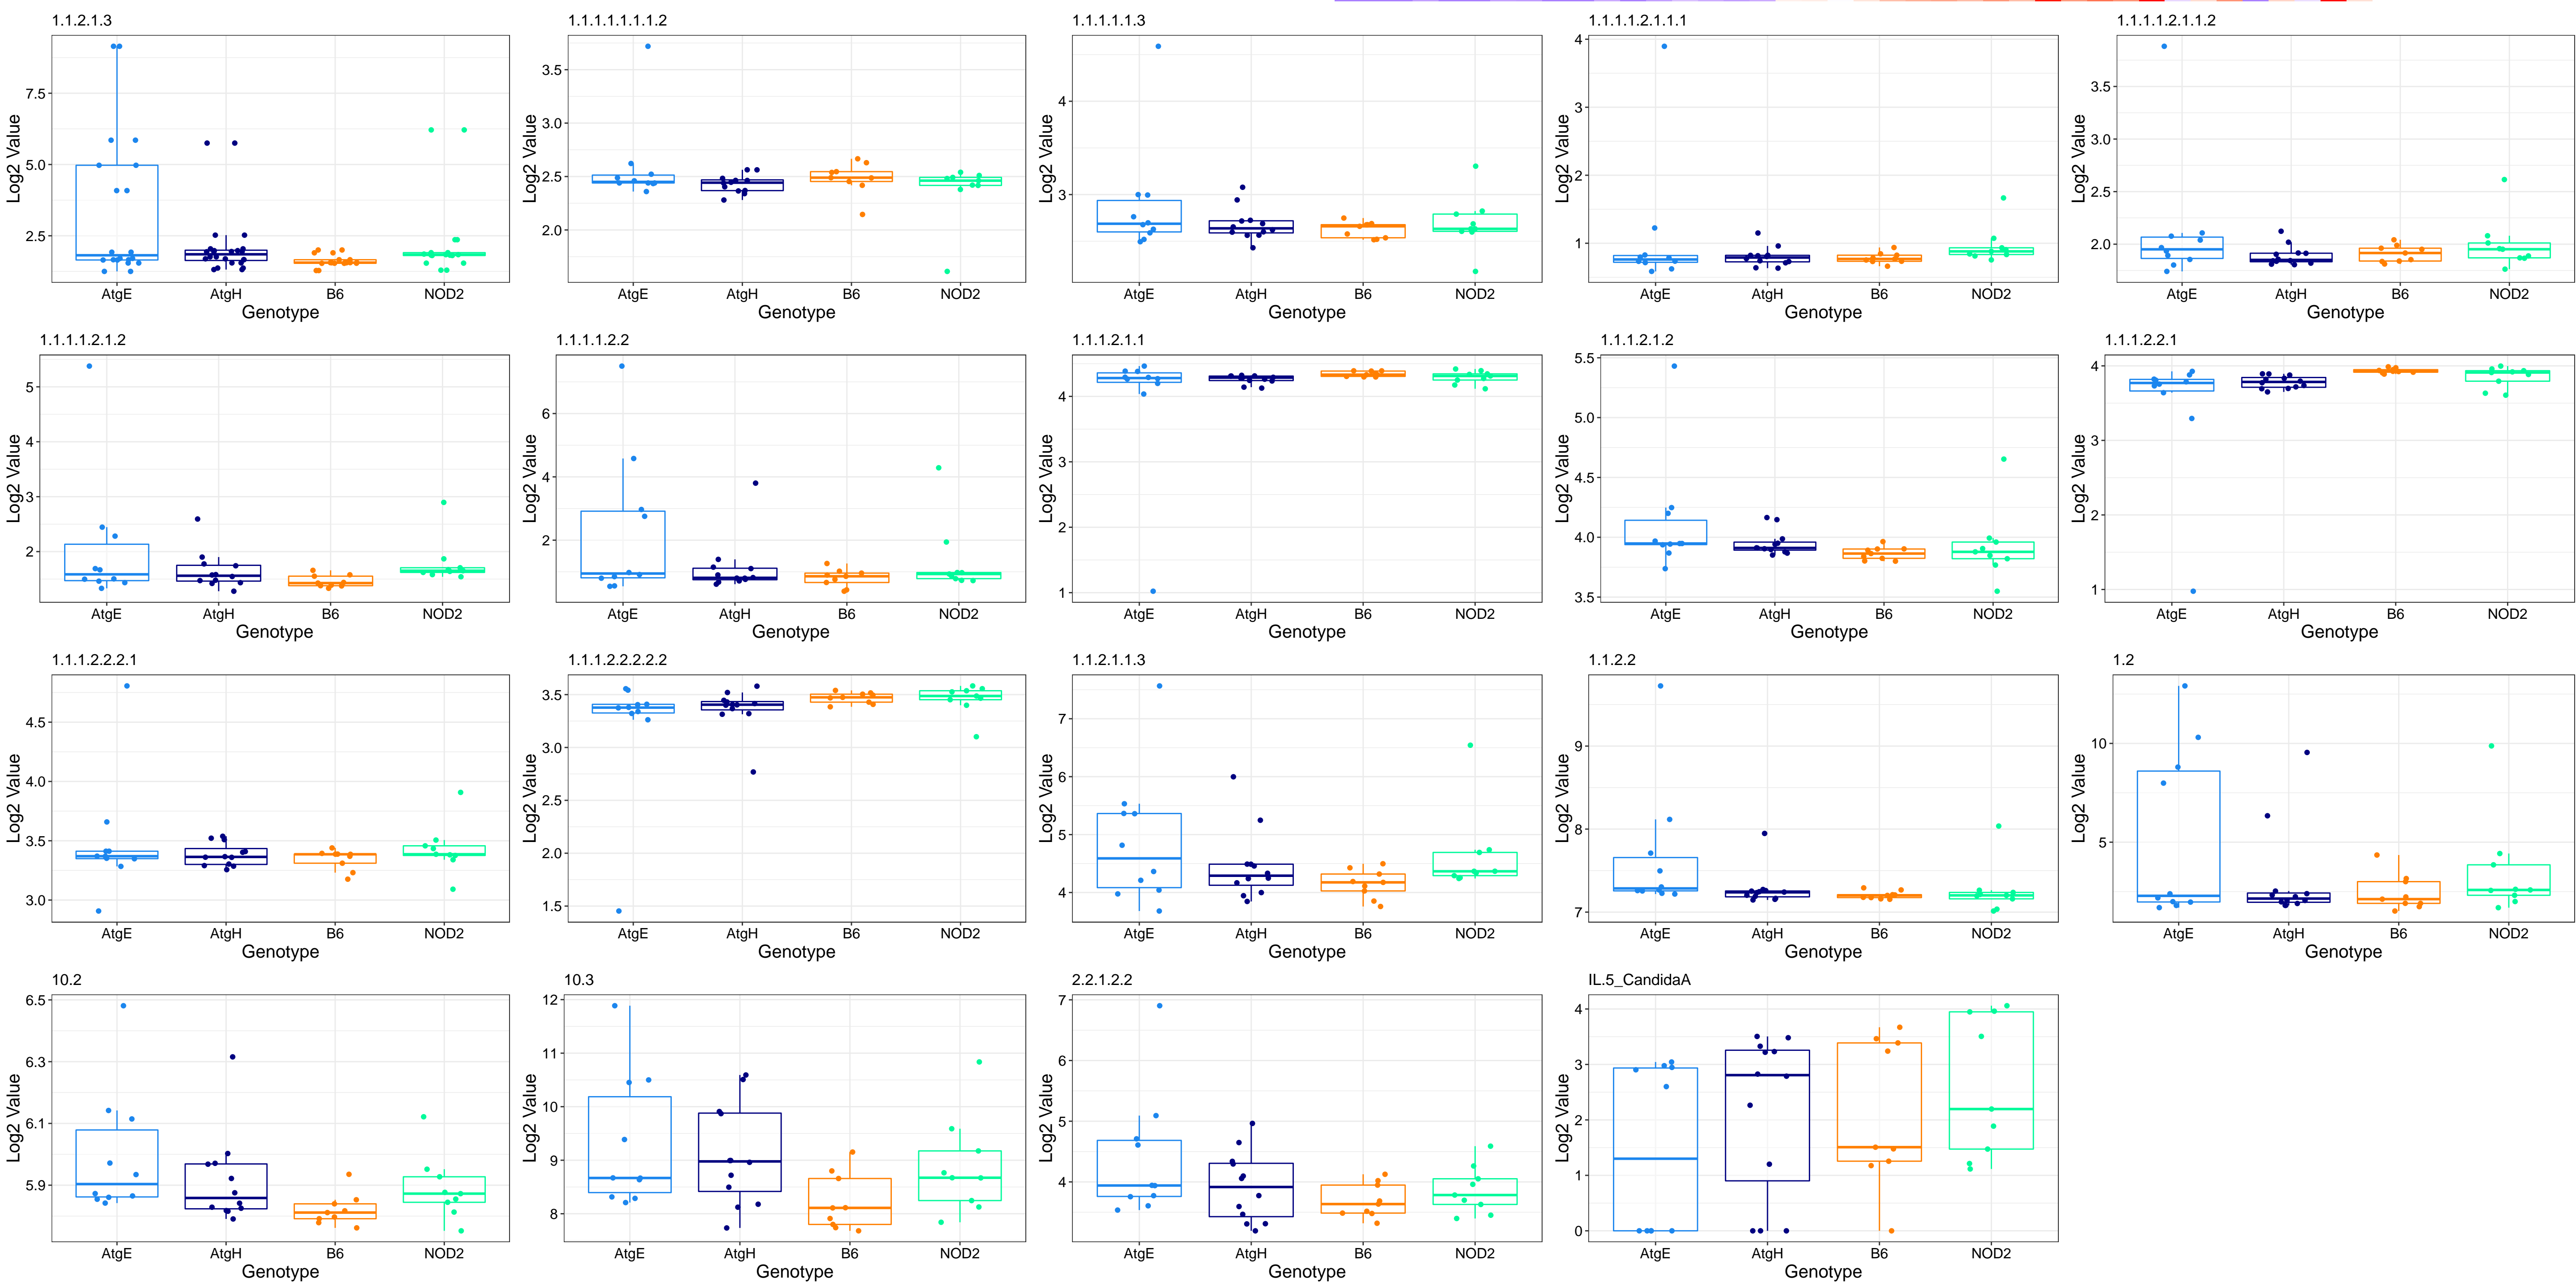 1.1.2.1.3
Log2 Value
7.5
5.0
2.5
AtgE AtgH B6 NOD2
Genotype
1.1.1.1.1.1.1.1.2
Log2 Value
3.5
3.0
2.5
2.0
AtgE AtgH B6 NOD2
Genotype
1.1.1.1.1.1.3
Log2 Value
4
3
AtgE AtgH B6 NOD2
Genotype
1.1.1.1.1.2.1.1.1.1
Log2 Value
4
3
2
1
AtgE AtgH B6 NOD2
Genotype
1.1.1.1.1.2.1.1.1.2
Log2 Value
3.5
3.0
2.5
2.0
AtgE AtgH B6 NOD2
Genotype
1.1.1.1.1.2.1.1.2
Log2 Value
5
4
3
2
AtgE AtgH B6 NOD2
Genotype
1.1.1.1.1.2.2
Log2 Value
6
4
2
AtgE AtgH B6 NOD2
Genotype
1.1.1.1.2.1.1
Log2 Value
4
3
2
1
AtgE AtgH B6 NOD2
Genotype
1.1.1.1.2.1.2
Log2 Value
5.5
5.0
4.5
4.0
3.5
AtgE AtgH B6 NOD2
Genotype
1.1.1.1.2.2.1
Log2 Value
4
3
2
1
AtgE AtgH B6 NOD2
Genotype
1.1.1.2.2.2.1
Log2 Value
4.5
4.0
3.5
3.0
AtgE AtgH B6 NOD2
Genotype
1.1.1.2.2.2.2.2.2
Log2 Value
3.5
3.0
2.5
2.0
1.5
AtgE AtgH B6 NOD2
Genotype
1.1.2.1.1.3
Log2 Value
7
6
5
4
AtgE AtgH B6 NOD2
Genotype
1.1.2.2
Log2 Value
9
8
7
AtgE AtgH B6 NOD2
Genotype
1.2
Log2 Value
10
5
AtgE AtgH B6 NOD2
Genotype
10.2
Log2 Value
6.5
6.3
6.1
5.9
AtgE AtgH B6 NOD2
Genotype
10.3
Log2 Value
12
11
10
9
8
AtgE AtgH B6 NOD2
Genotype
2.2.1.2.2
Log2 Value
7
6
5
4
AtgE AtgH B6 NOD2
Genotype
IL.5_CandidaA
Log2 Value
4
3
2
1
0
AtgE AtgH B6 NOD2
Genotype